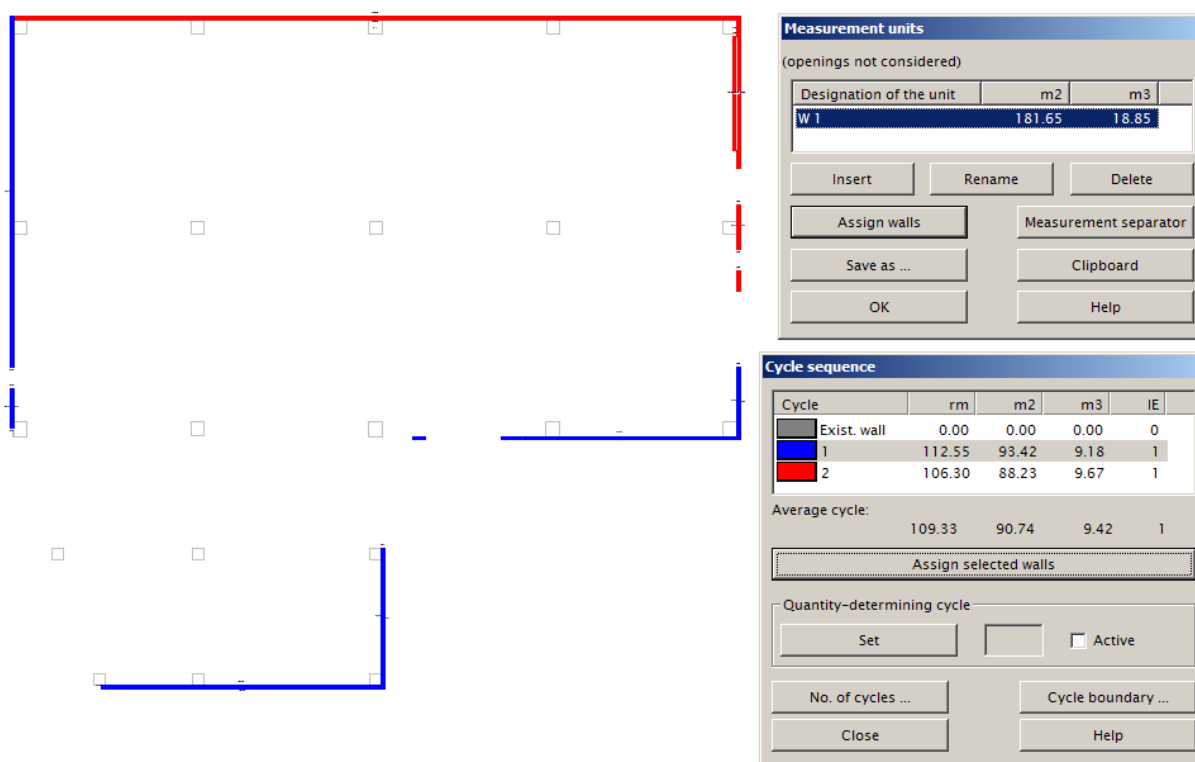 Measurement units
(openings not considered)
Designation of the unit m2 m3
W 1 181.65 18.85
Insert Rename Delete
Assign walls Measurement separator
Save as ... Clipboard
OK Help
Cycle sequence
Cycle rm m2 m3 IE
Exist. wall 0.00 0.00 0.00 0
1 112.55 93.42 9.18 1
2 106.30 88.23 9.67 1
Average cycle:
109.33 90.74 9.42 1
Assign selected walls
Quantity-determining cycle
Set Active
No. of cycles ... Cycle boundary ...
Close Help